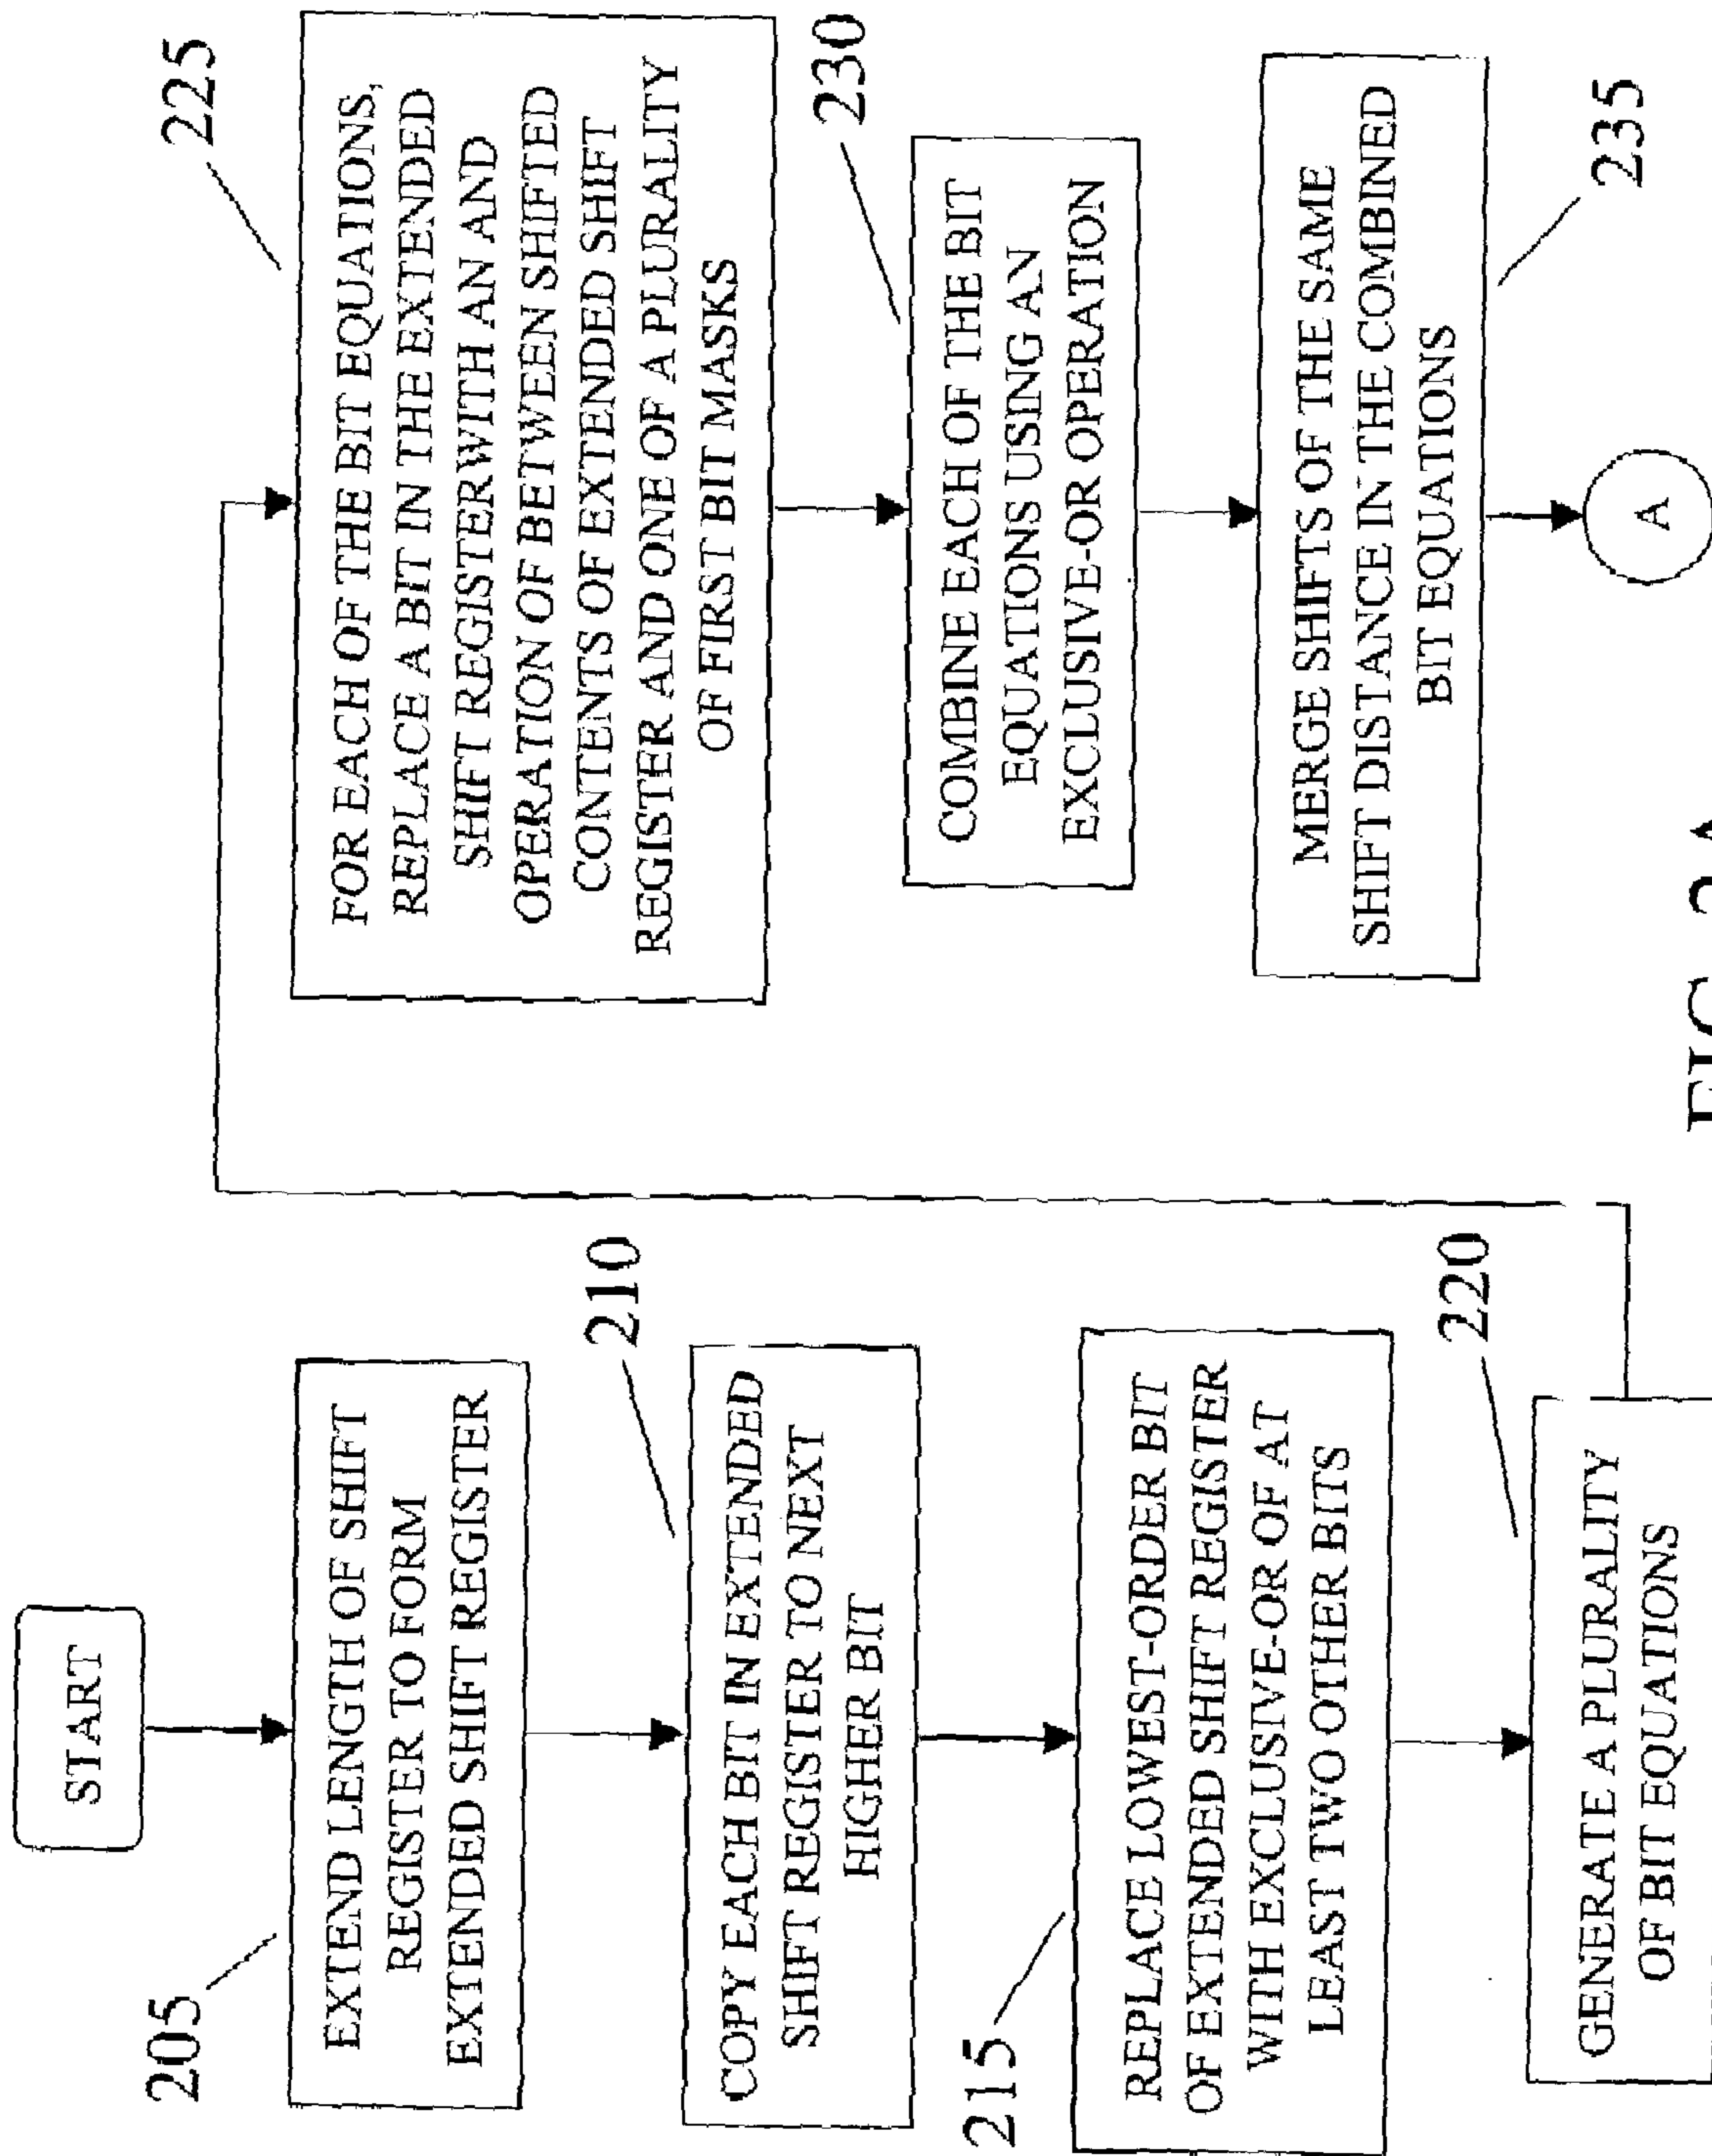 START
205
EXTEND LENGTH OF SHIFT
REGISTER TO FORM
EXTENDED SHIFT REGISTER
210
COPY EACH BIT IN EXTENDED
SHIFT REGISTER TO NEXT
HIGHER BIT
215
REPLACE LOWEST-ORDER BIT
OF EXTENDED SHIFT REGISTER
WITH EXCLUSIVE-OR OF AT
LEAST TWO OTHER BITS
220
GENERATE A PLURALITY
OF BIT EQUATIONS
225
FOR EACH OF THE BIT EQUATIONS,
REPLACE A BIT IN THE EXTENDED
SHIFT REGISTERWITH AN AND
OPERATION OF BETWEEN SHIFTED
CONTENTS OF EXTENDED SHIFT
REGISTER AND ONE OF A PLURALITY
OF FIRST BIT MASKS
230
COMBINE EACH OF THE BIT
EQUATIONS USING AN
EXCLUSIVE-OR OPERATION
MERGE SHIFTS OF THE SAME
SHIFT DISTANCE IN THE COMBINED
BIT EQUATIONS
235
A